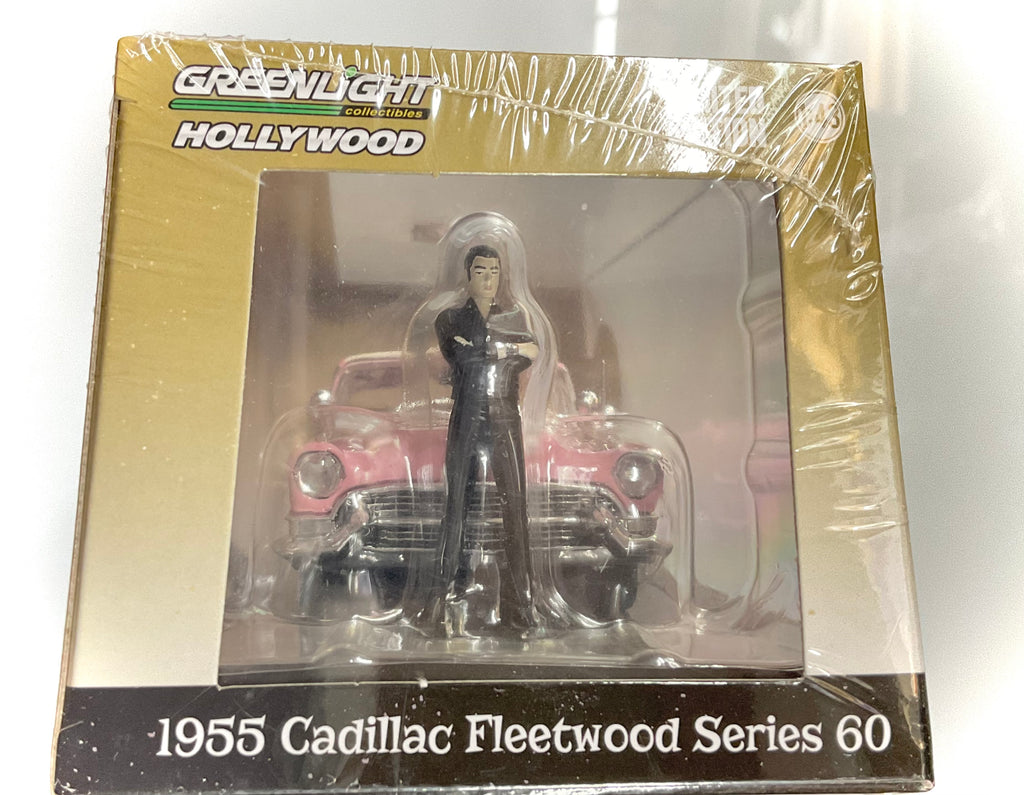 GREENLIGHT
collectibles
HOLLYWOOD
1955 Cadillac Fleetwood Series 60